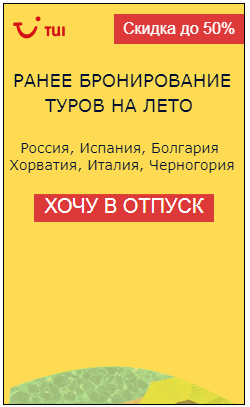 TUI
Скидка до 50%
РАНЕЕ БРОНИРОВАНИЕ
ТУРОВ НА ЛЕТО
Россия, Испания, Болгария
Хорватия, Италия, Черногория
ХОЧУ В ОТПУСК